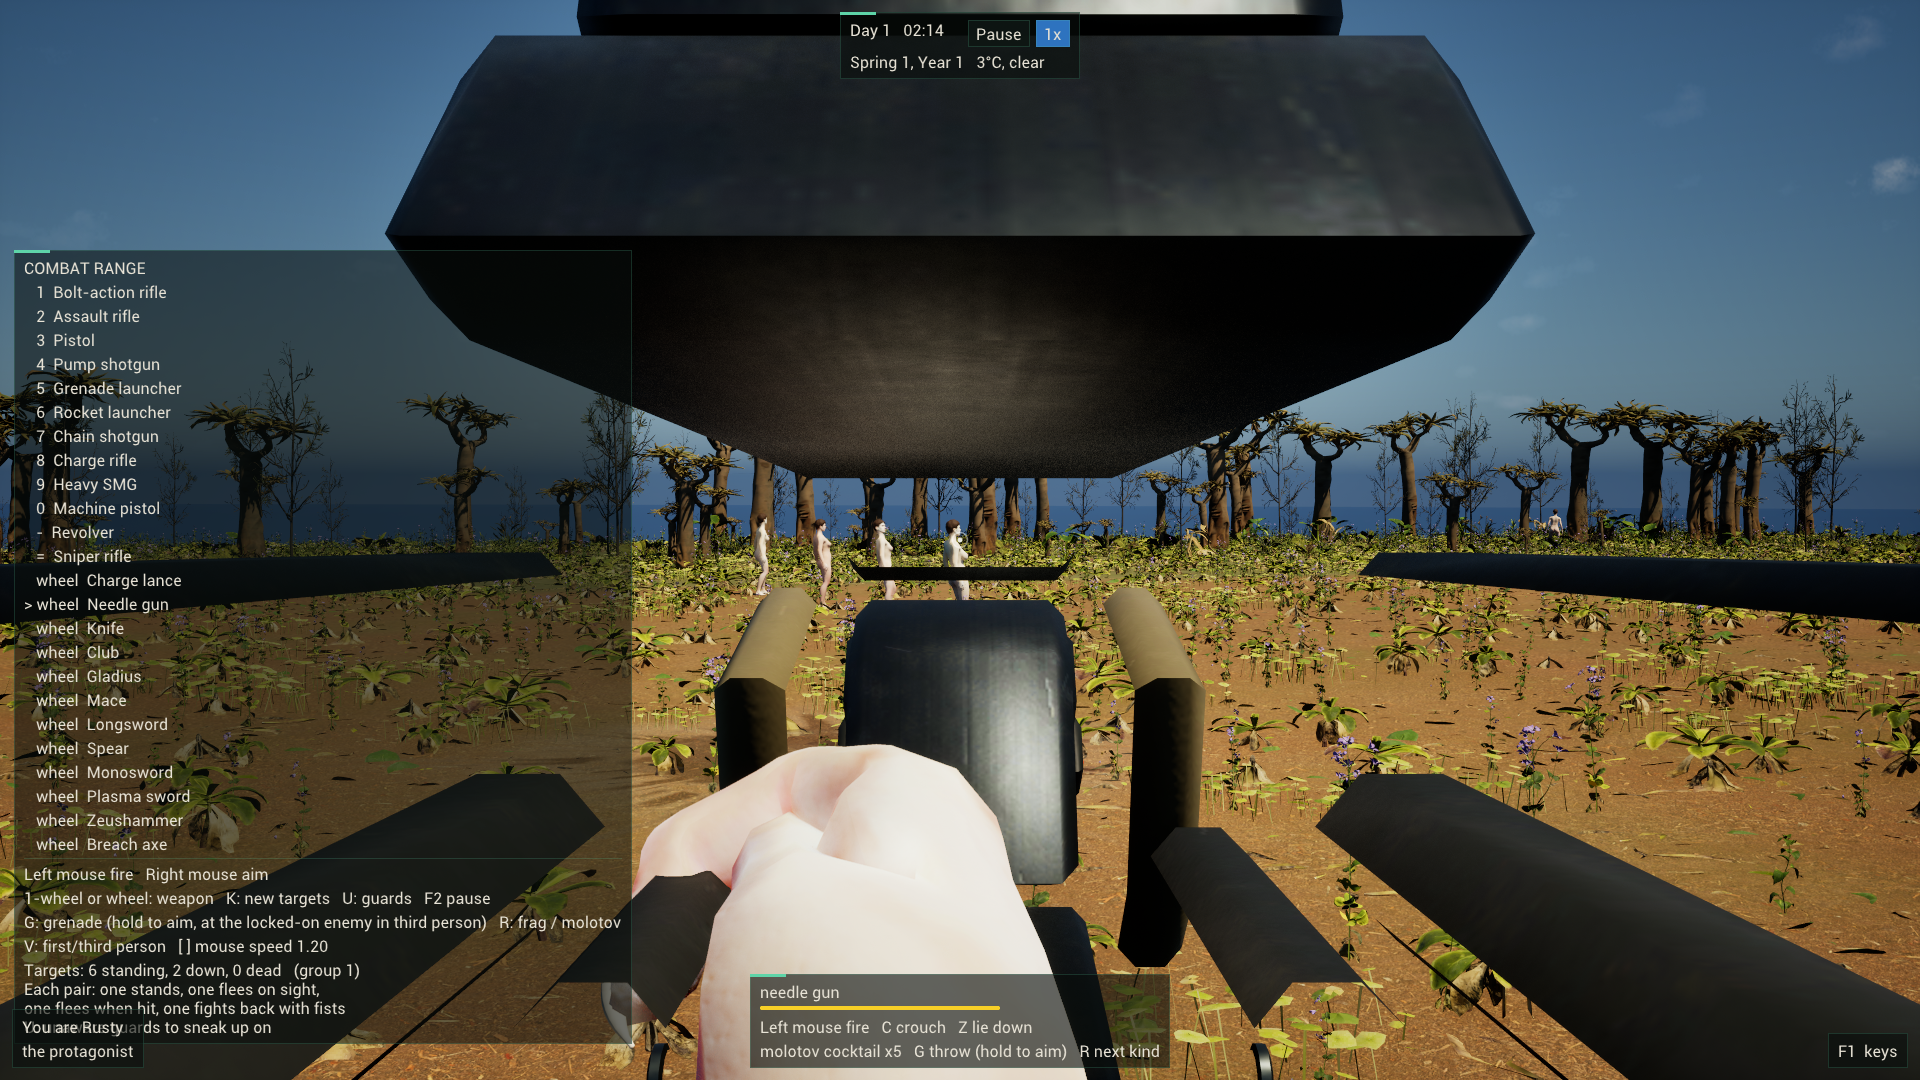 Day 1 02:14 Pause 1x
Spring 1, Year 1 3°C, clear
COMBAT RANGE
1 Bolt-action rifle
2 Assault rifle
3 Pistol
4 Pump shotgun
5 Grenade launcher
6 Rocket launcher
7 Chain shotgun
8 Charge rifle
9 Heavy SMG
0 Machine pistol
- Revolver
= Sniper rifle
wheel Charge lance
> wheel Needle gun
wheel Knife
wheel Club
wheel Gladius
wheel Mace
wheel Longsword
wheel Spear
wheel Monosword
wheel Plasma sword
wheel Zeushammer
wheel Breach axe
Left mouse fire Right mouse aim
1-wheel or wheel: weapon K: new targets U: guards F2 pause
G: grenade (hold to aim, at the locked-on enemy in third person) R: frag / molotov
V: first/third person [ ] mouse speed 1.20
Targets: 6 standing, 2 down, 0 dead (group 1)
Each pair: one stands, one flees on sight,
one flees when hit, one fights back with fists
to sneak up on
You are Rusty
the protagonist
needle gun
Left mouse fire C crouch Z lie down
molotov cocktail x5 G throw (hold to aim) R next kind
F1 keys